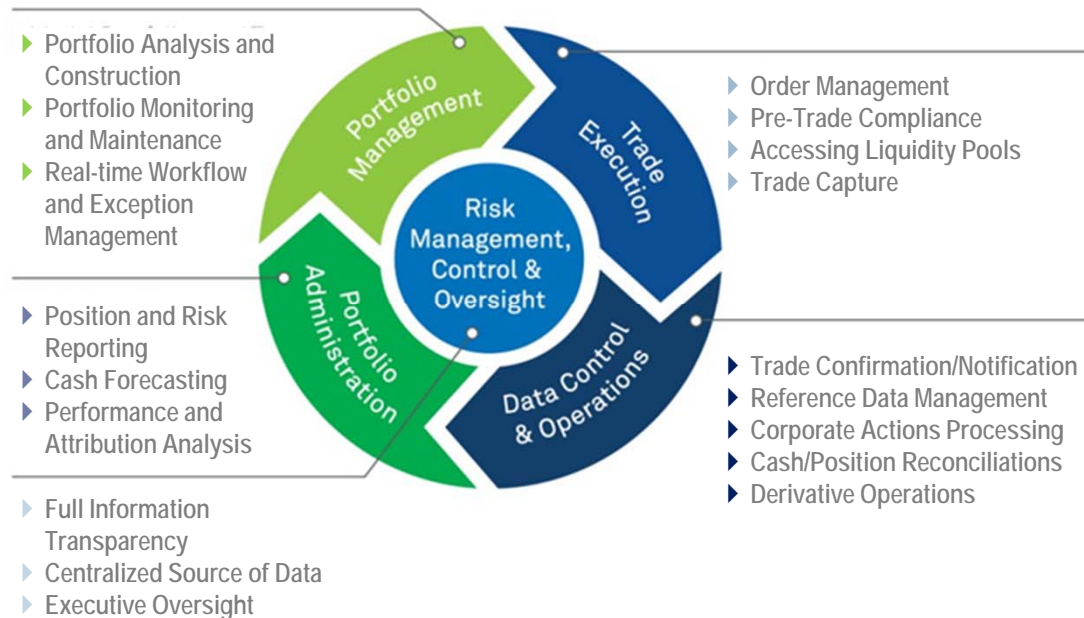 Portfolio Analysis and
Construction
Portfolio Monitoring
and Maintenance
Real-time Workflow
and Exception
Management
Position and Risk
Reporting
Cash Forecasting
Performance and
Attribution Analysis
Full Information
Transparency
Centralized Source of Data
Executive Oversight
Portfolio
Management
Trade
Execution
Risk
Management,
Control &
Oversight
Portfolio
Administration
Data Control
& Operations
Order Management
Pre-Trade Compliance
Accessing Liquidity Pools
Trade Capture
Trade Confirmation/Notification
Reference Data Management
Corporate Actions Processing
Cash/Position Reconciliations
Derivative Operations